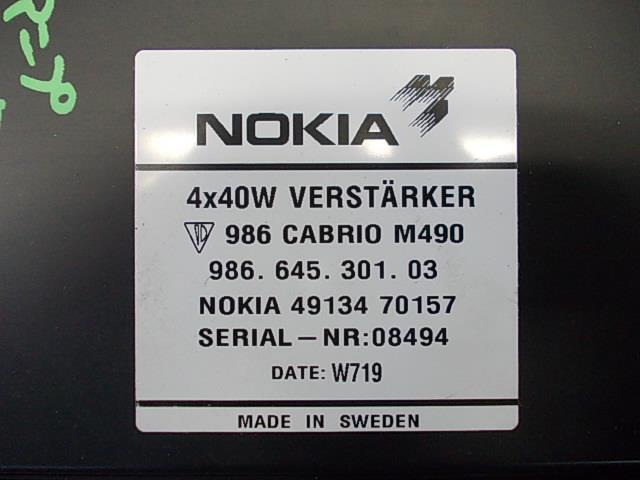 NOKIA
4x40W VERSTÄRKER
986 CABRIO M490
986. 645. 301. 03
NOKIA 49134 70157
SERIAL – NR:08494
DATE: W719
MADE IN SWEDEN